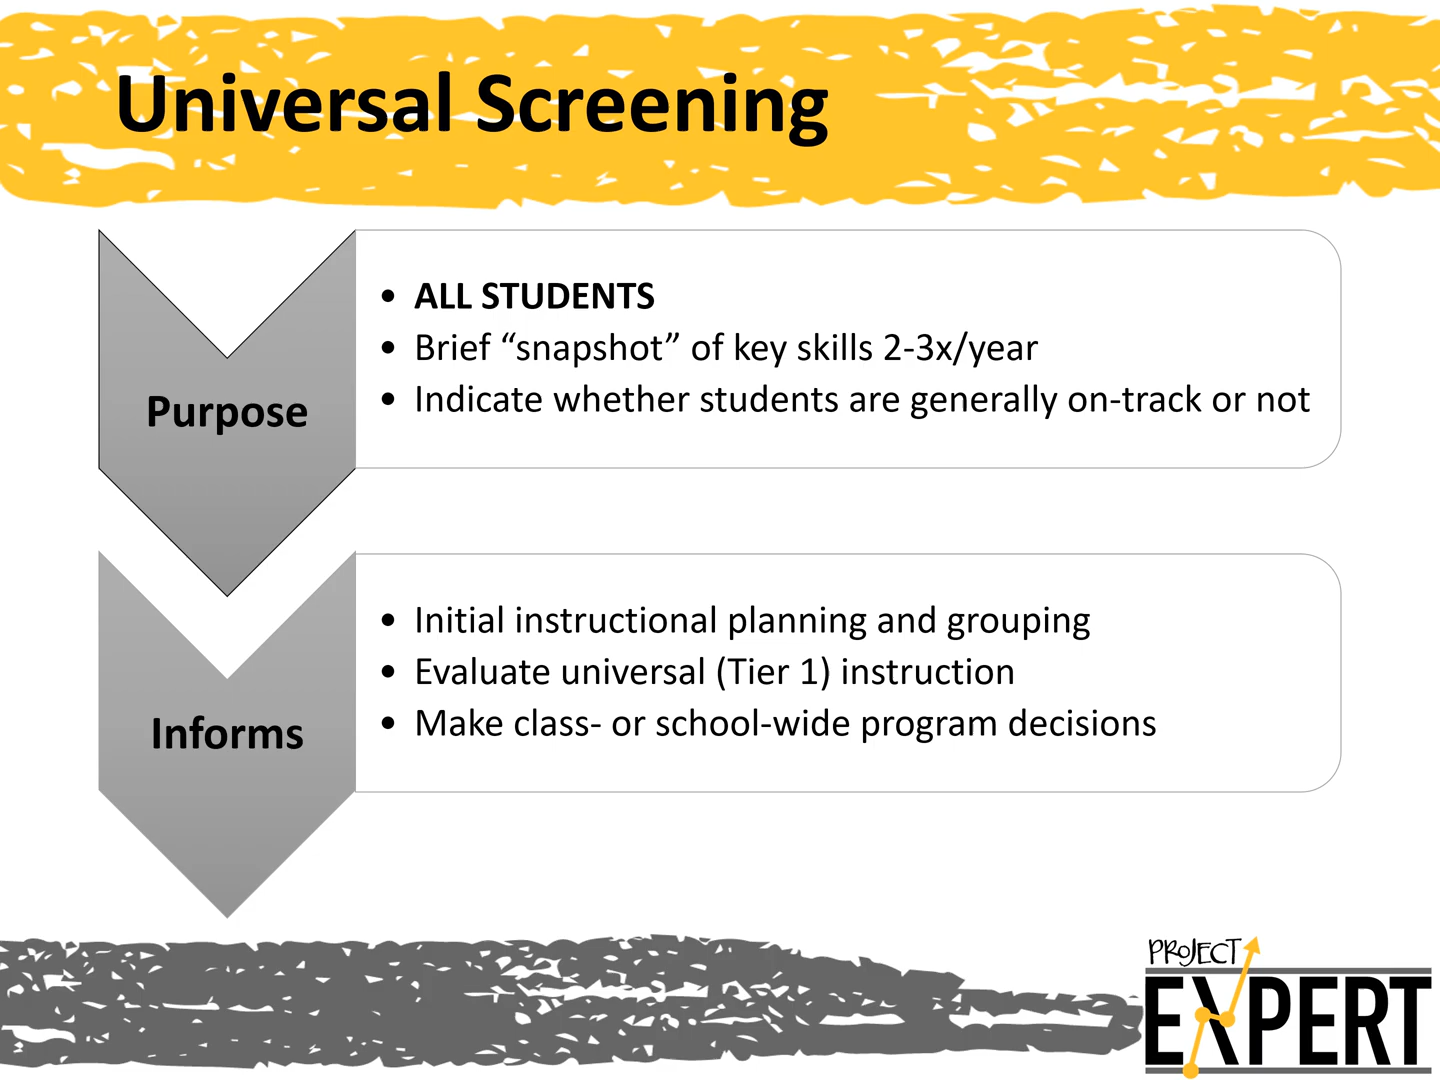 Universal Screening
Purpose
• ALL STUDENTS
• Brief “snapshot” of key skills 2-3x/year
• Indicate whether students are generally on-track or not
Informs
• Initial instructional planning and grouping
• Evaluate universal (Tier 1) instruction
• Make class- or school-wide program decisions
PROJECT
EXPERT